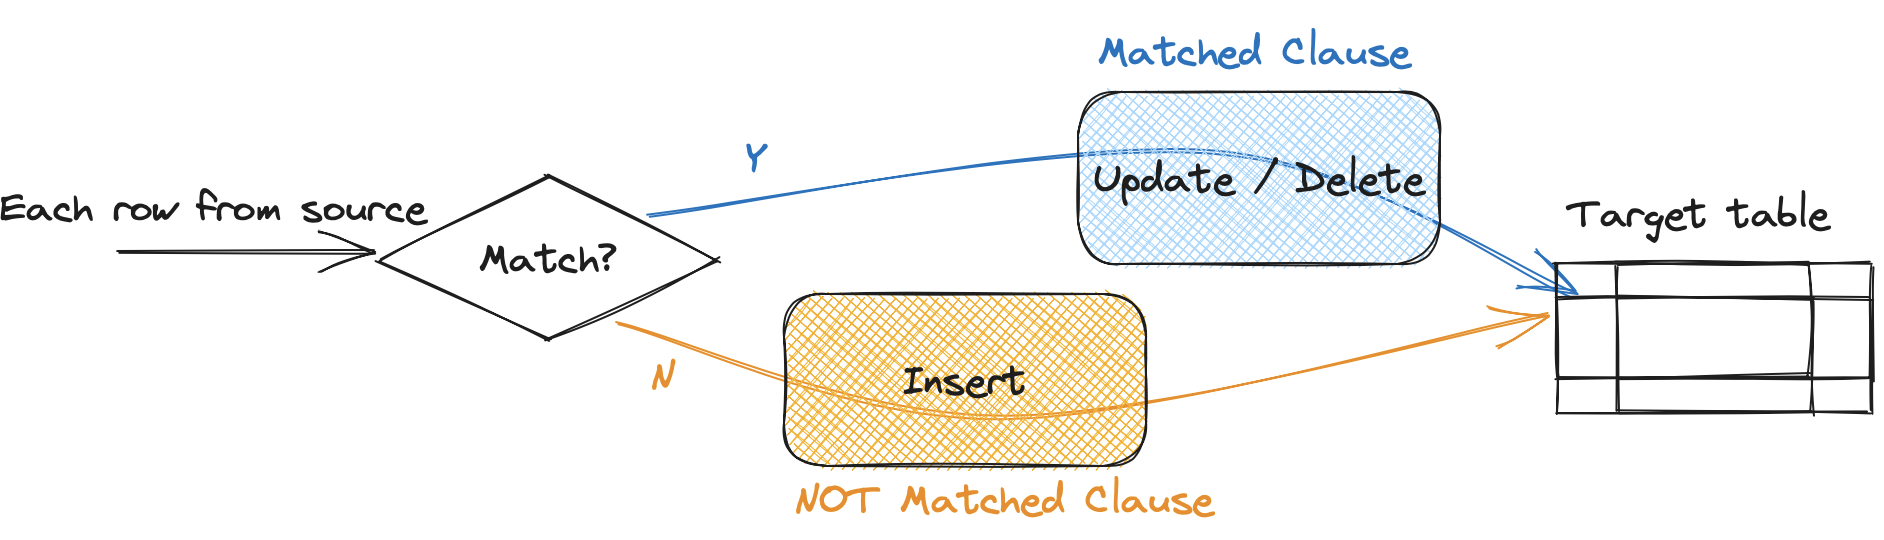 Matched Clause
Y
Update / Delete
Each row from source
Target table
Match?
N
Insert
NOT Matched Clause